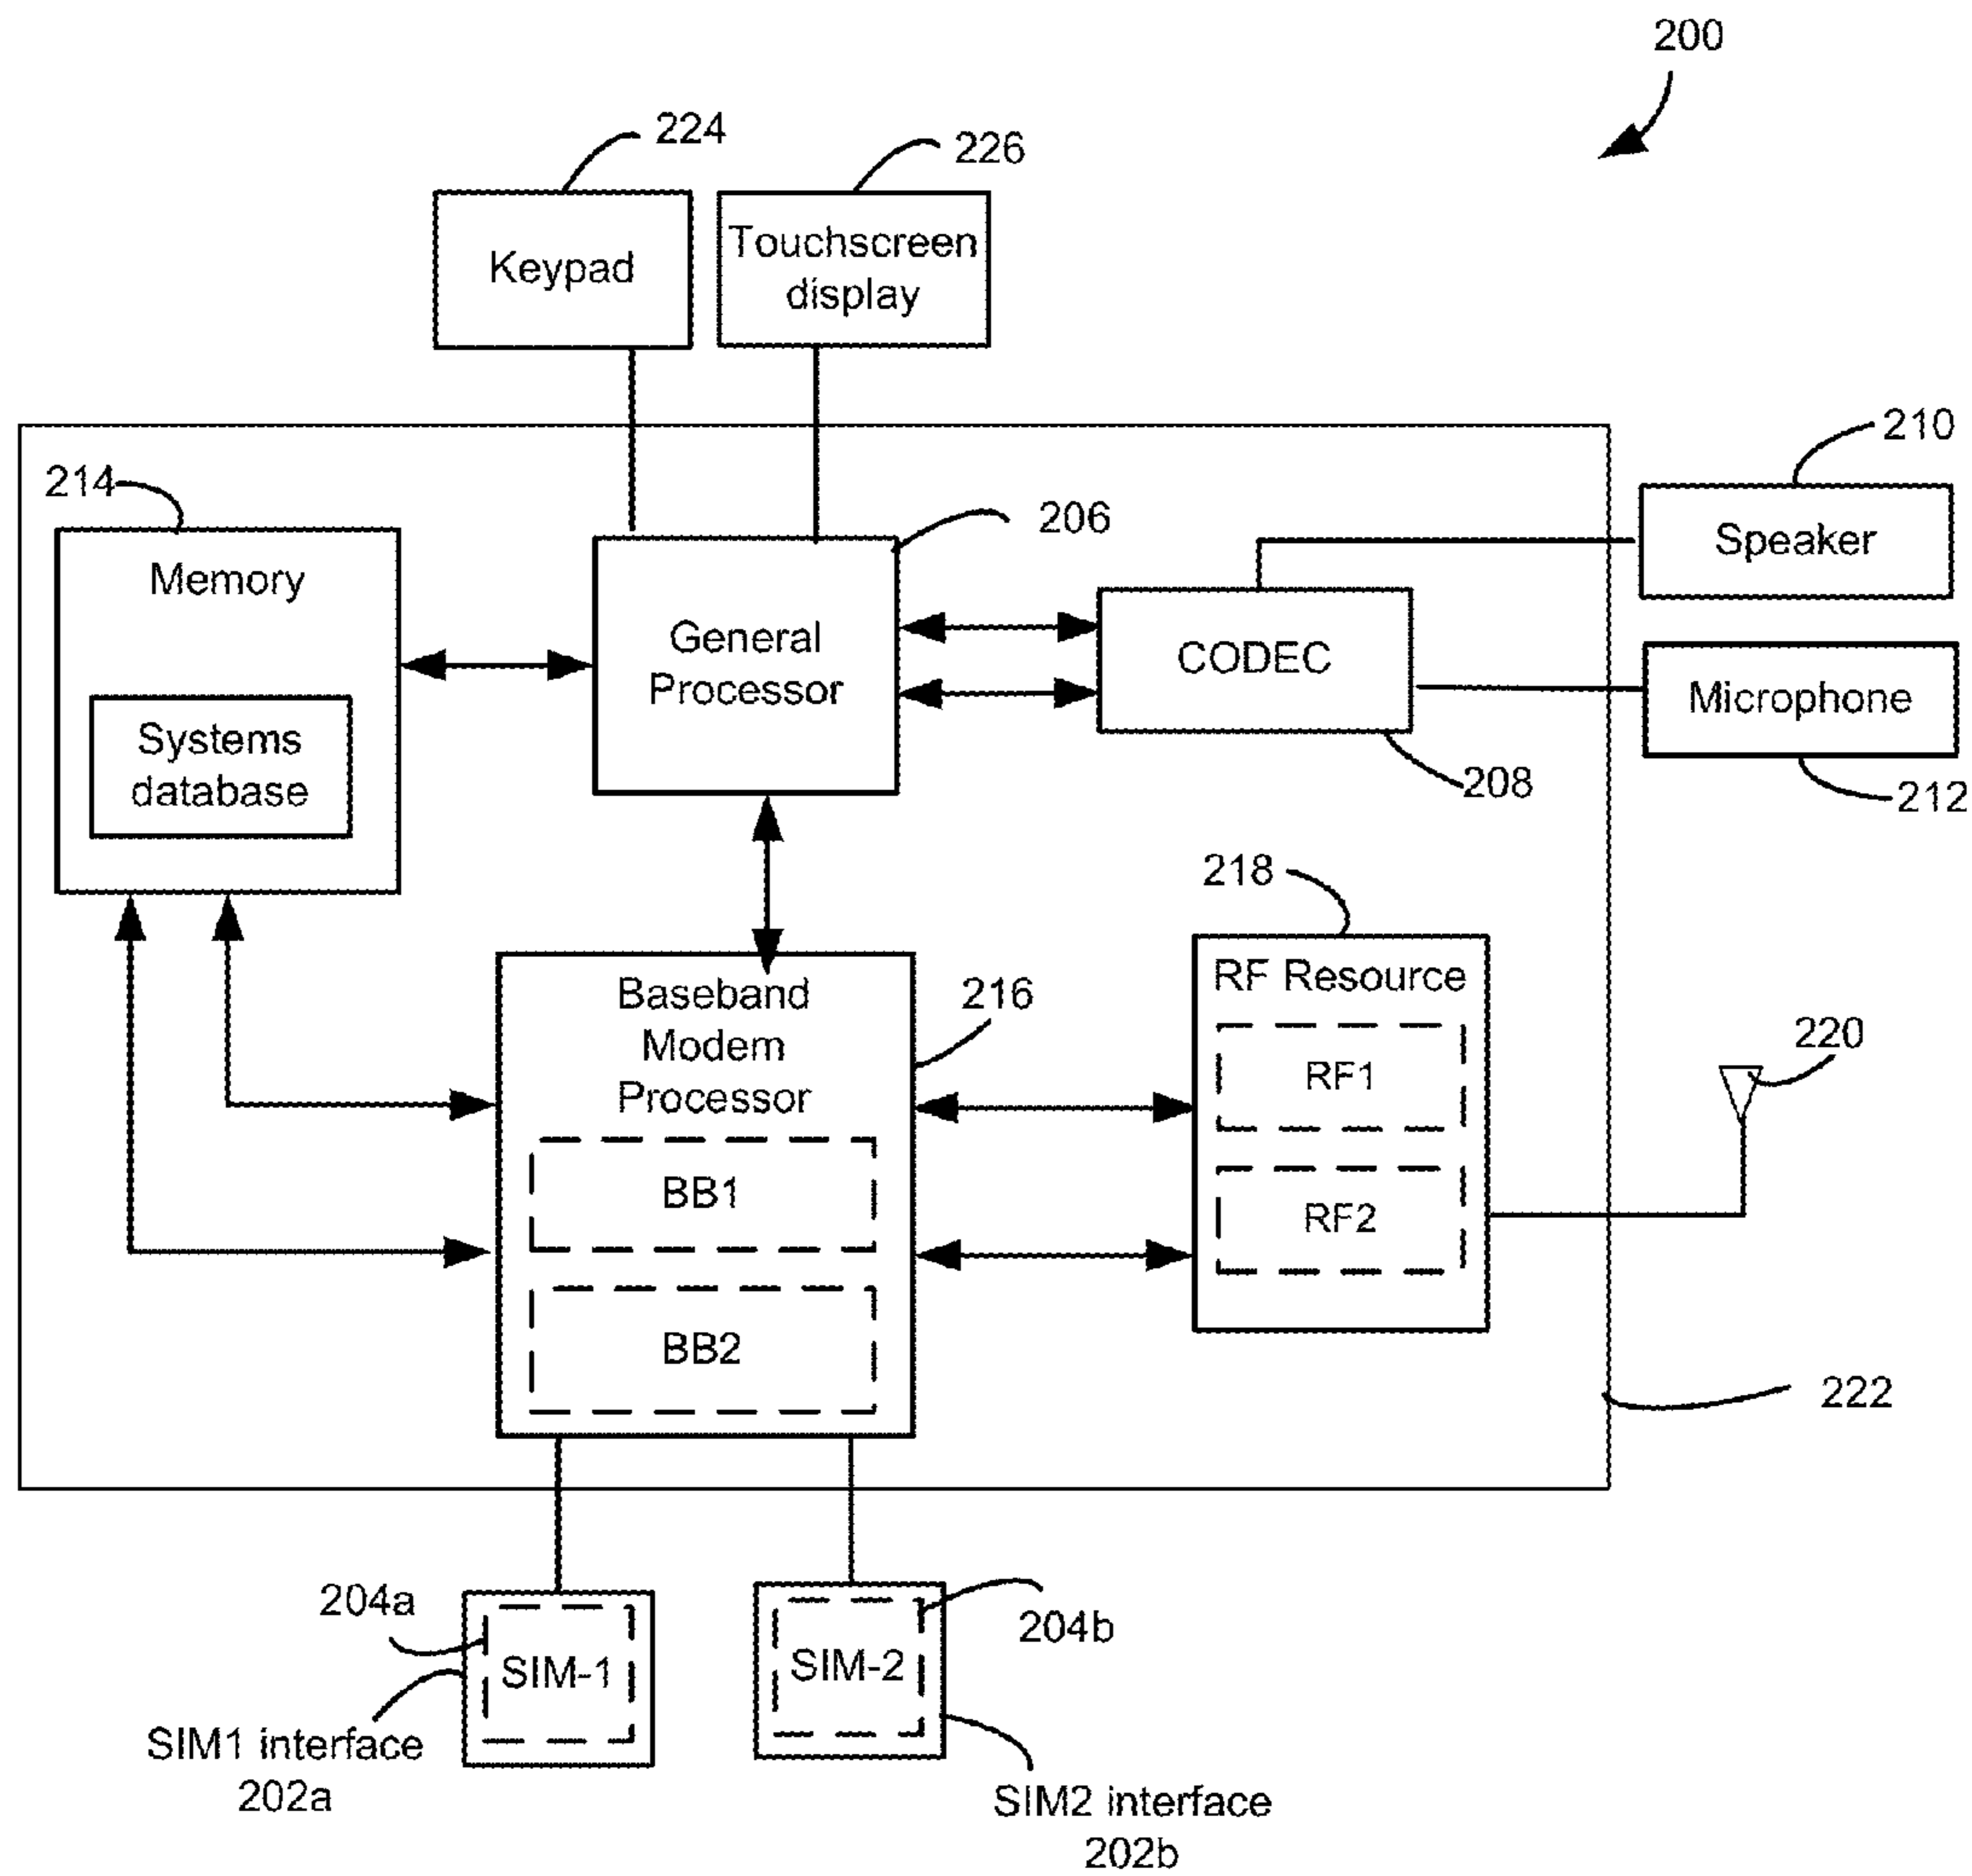 200
224
226
Keypad
Touchscreen
display
210
214
206
Speaker
Memory
General
Processor
CODEC
Microphone
Systems
database
208
212
218
Baseband
Modem
Processor
216
RF Resource
220
RF1
BB1
RF2
BB2
222
204a
204b
SIM-1
SIM-2
SIM1 interface
202a
SIM2 interface
202b